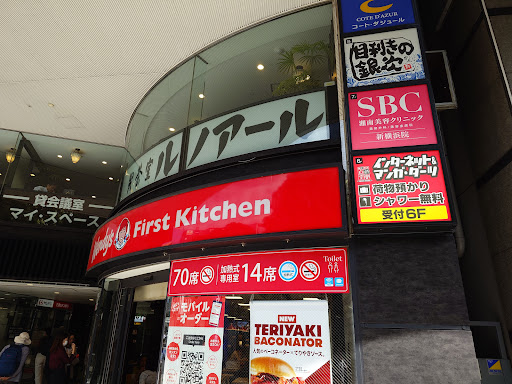 COTE D'AZUR
コート・ダジュール
目利きの
銀次
SBC
湘南美容クリニック
新横浜院
インターネット&
マンガ・ダーツ
荷物預かり
シャワー無料
受付6F
ルノアール
貸会議室
マイ・スペース
Wendy's First Kitchen
70席
加熱式
専用室
14席
Toilet
モバイル
オーダー
NEW
TERIYAKI
BACONATOR